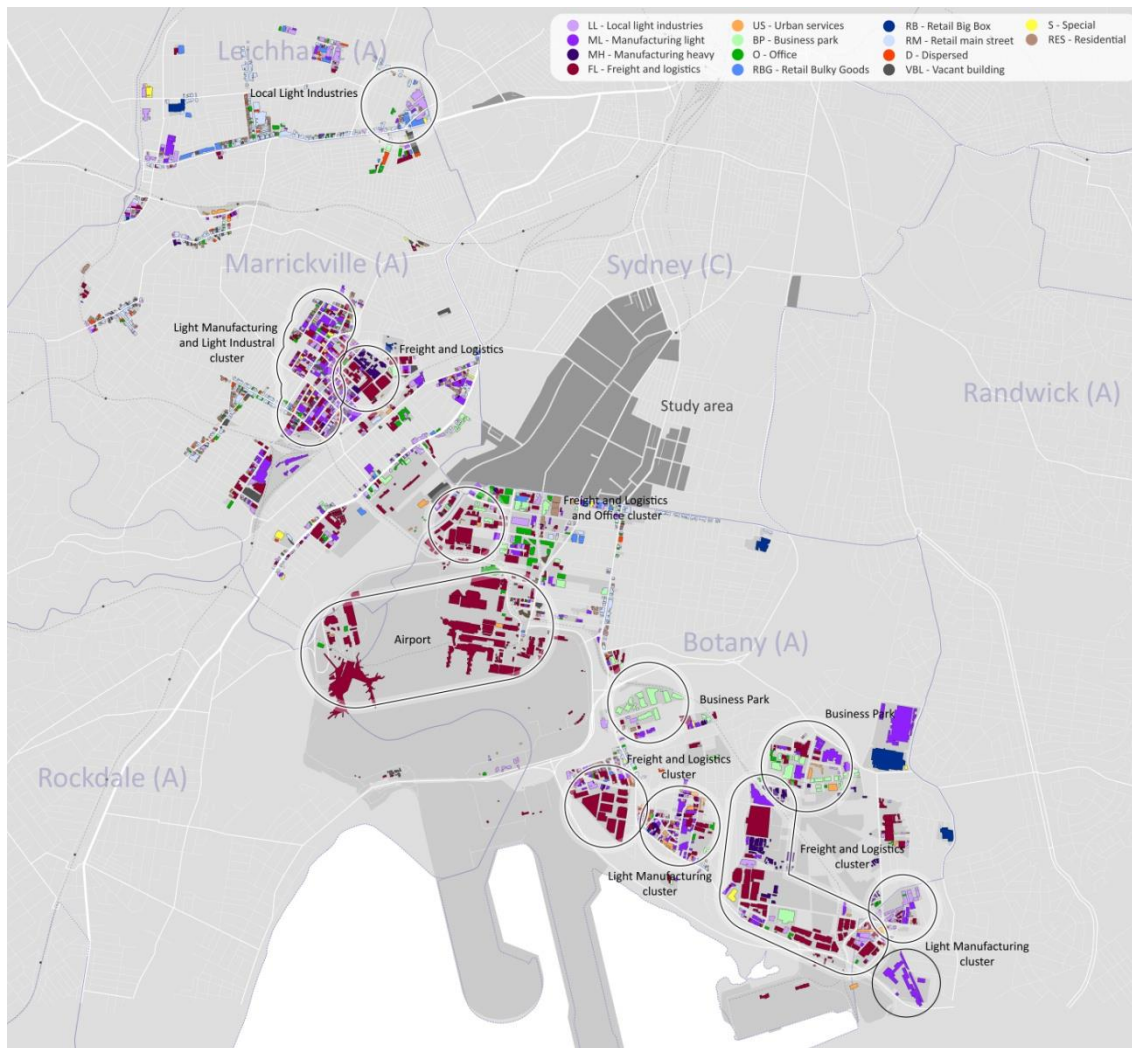 LL - Local light industries
ML - Manufacturing light
MH - Manufacturing heavy
FL - Freight and logistics
US - Urban services
BP - Business park
O - Office
RBG - Retail Bulky Goods
RB - Retail Big Box
RM - Retail main street
D - Dispersed
VBL - Vacant building
S - Special
RES - Residential
Leichhardt (A)
Local Light Industries
Marrickville (A)
Sydney (C)
Light Manufacturing
and Light Industral
cluster
Freight and Logistics
Randwick (A)
Study area
Freight and Logistics
and Office cluster
Airport
Botany (A)
Business Park
Business Park
Rockdale (A)
Freight and Logistics
cluster
Freight and Logistics
cluster
Light Manufacturing
cluster
Light Manufacturing
cluster